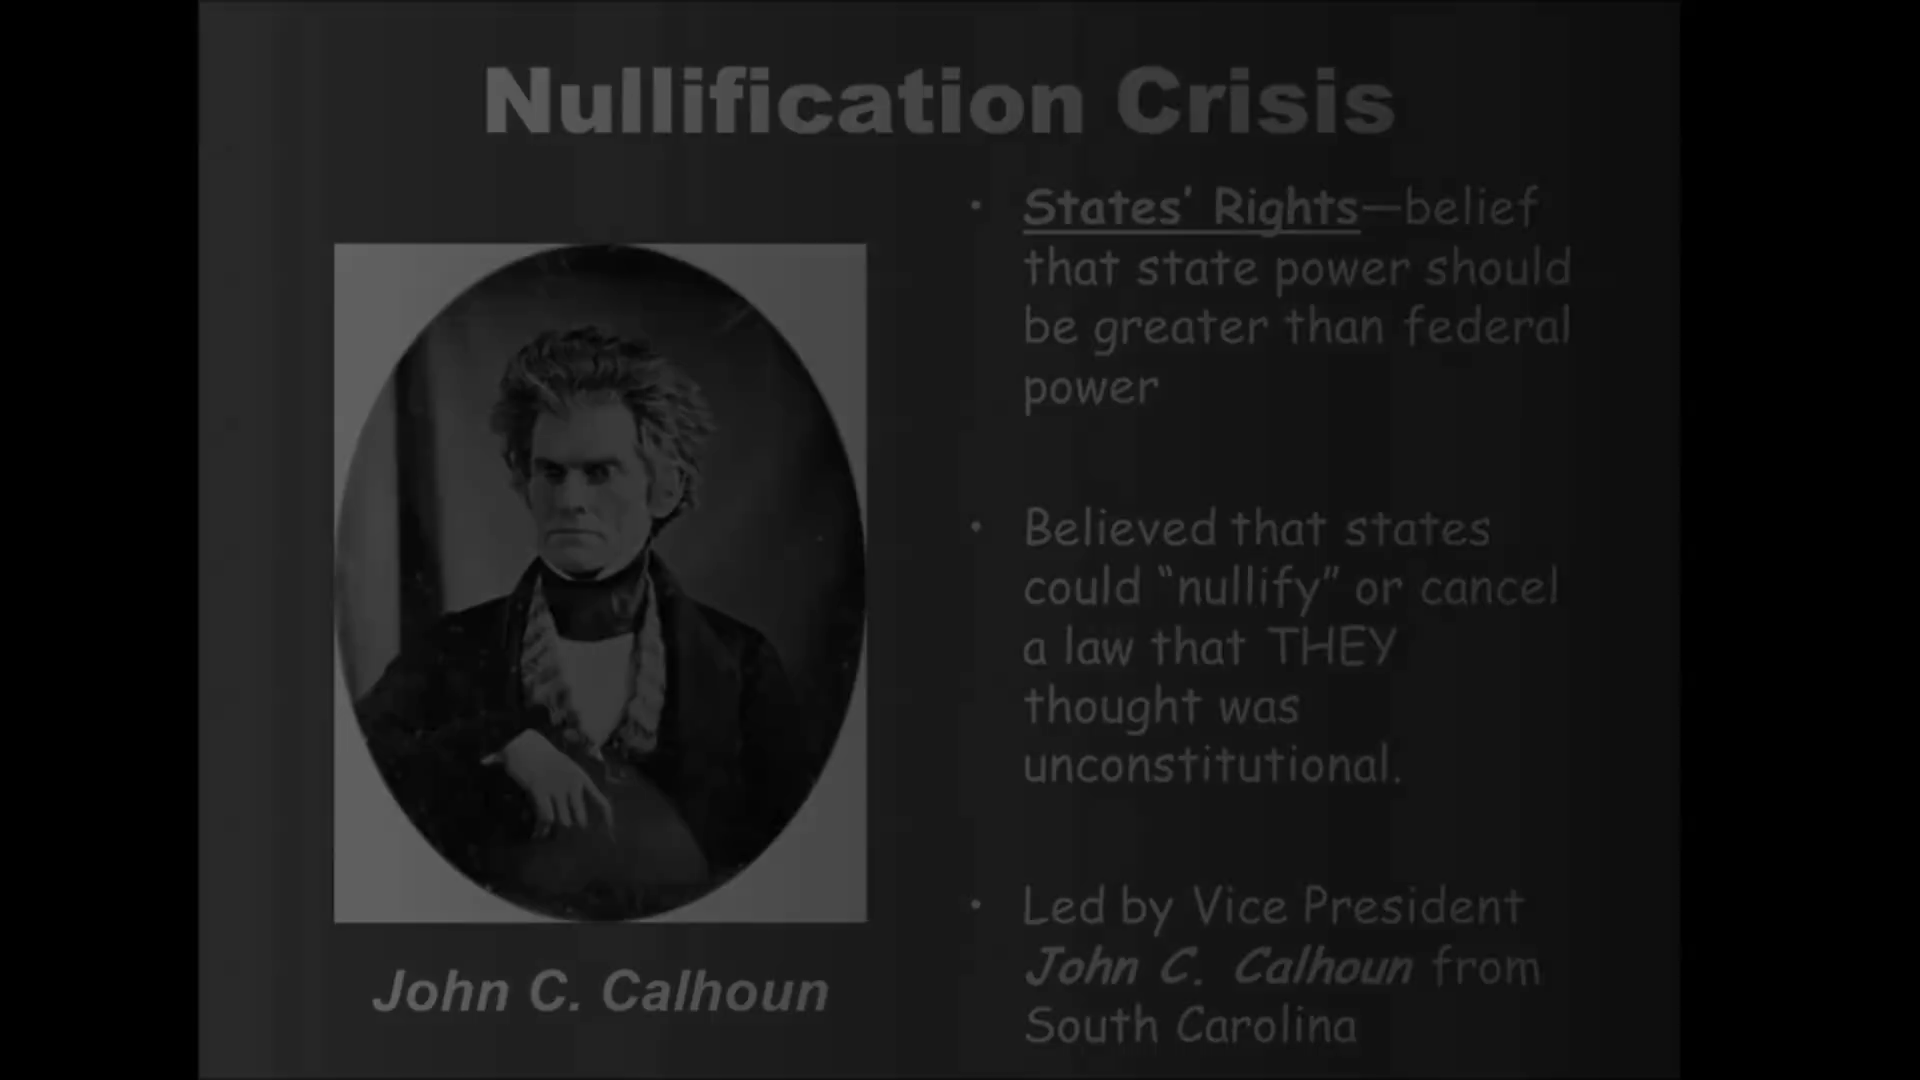 Nullification Crisis
• States’ Rights—belief
that state power should
be greater than federal
power
• Believed that states
could “nullify” or cancel
a law that THEY
thought was
unconstitutional.
• Led by Vice President
John C. Calhoun from
South Carolina
John C. Calhoun